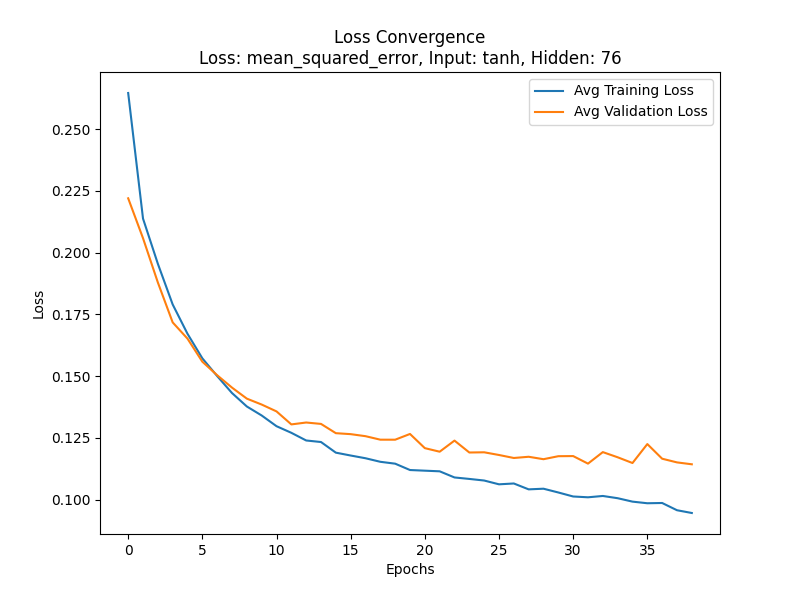 Loss Convergence
Loss: mean_squared_error, Input: tanh, Hidden: 76
Avg Training Loss
Avg Validation Loss
0.250
0.225
0.200
0.175
0.150
0.125
0.100
Loss
0 5 10 15 20 25 30 35
Epochs